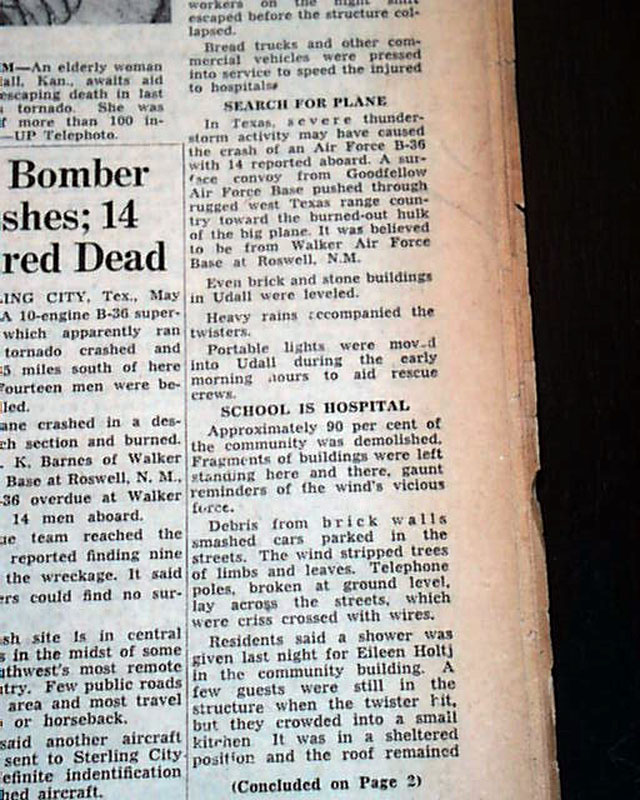 M—An elderly woman
all, Kan., awaits aid
escaping death in last
tornado. She was
f more than 100 in-
—UP Telephoto.
Bomber
shes; 14
red Dead
LING CITY, Tex., May
A 10-engine B-36 super-
which apparently ran
tornado crashed and
5 miles south of here
Fourteen men were be-
led.
ane crashed in a des-
ch section and burned.
. K. Barnes of Walker
Base at Roswell, N. M.,
-36 overdue at Walker
14 men aboard.
ue team reached the
reported finding nine
the wreckage. It said
ers could find no sur-
sh site is in central
s in the midst of some
uthwest's most remote
ntry. Few public roads
area and most travel
or horseback.
said another aircraft
sent to Sterling City
efinite indentification
hed aircraft.
workers on the night shift
escaped before the structure col-
lapsed.
Bread trucks and other com-
mercial vehicles were pressed
into service to speed the injured
to hospitals.
SEARCH FOR PLANE
In Texas, severe thunder-
storm activity may have caused
the crash of an Air Force B-36
with 14 reported aboard. A sur-
face convoy from Goodfellow
Air Force Base pushed through
rugged west Texas range coun-
try toward the burned-out hulk
of the big plane. It was believed
to be from Walker Air Force
Base at Roswell, N.M.
Even brick and stone buildings
in Udall were leveled.
Heavy rains accompanied the
twisters.
Portable lights were moved
into Udall during the early
morning hours to aid rescue
crews.
SCHOOL IS HOSPITAL
Approximately 90 per cent of
the community was demolished.
Fragments of buildings were left
standing here and there, gaunt
reminders of the wind's vicious
force.
Debris from brick walls
smashed cars parked in the
streets. The wind stripped trees
of limbs and leaves. Telephone
poles, broken at ground level,
lay across the streets, which
were criss crossed with wires.
Residents said a shower was
given last night for Eileen Holtj
in the community building. A
few guests were still in the
structure when the twister hit,
but they crowded into a small
kitchen It was in a sheltered
position and the roof remained
(Concluded on Page 2)